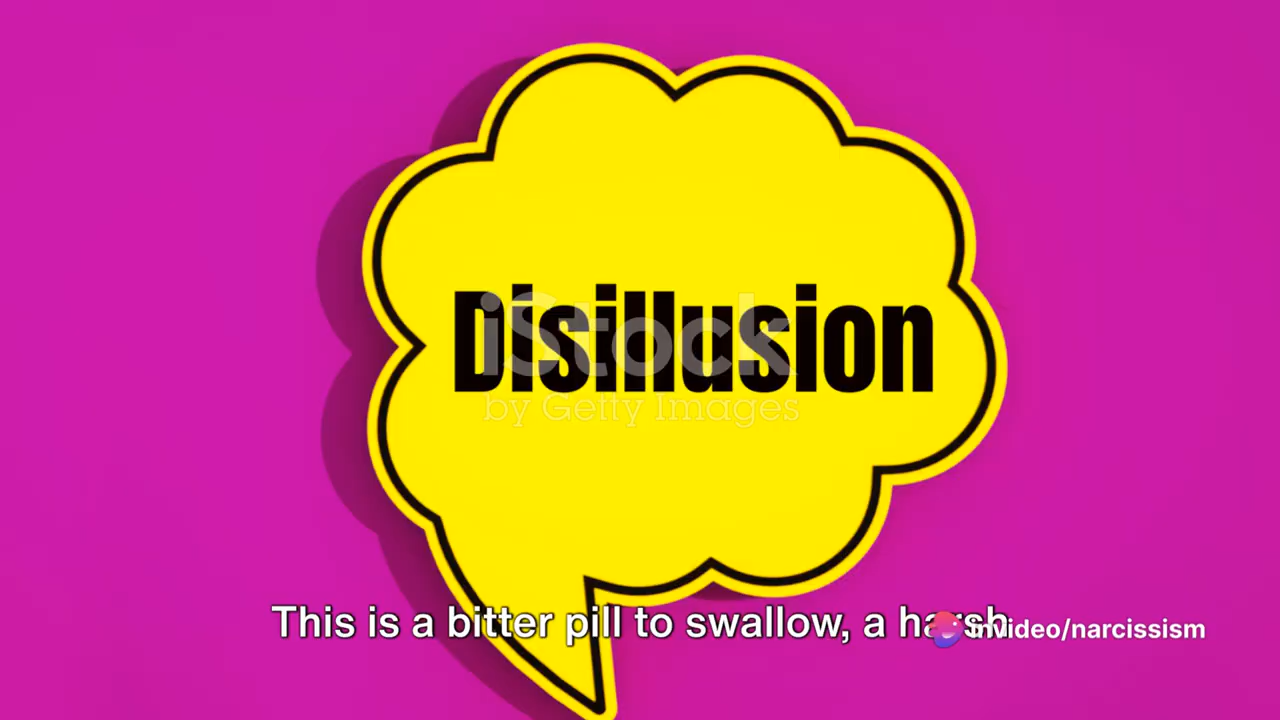 Disillusion
iStock
by Getty Images
This is a bitter pill to swallow, a harsh
invideo/narcissism